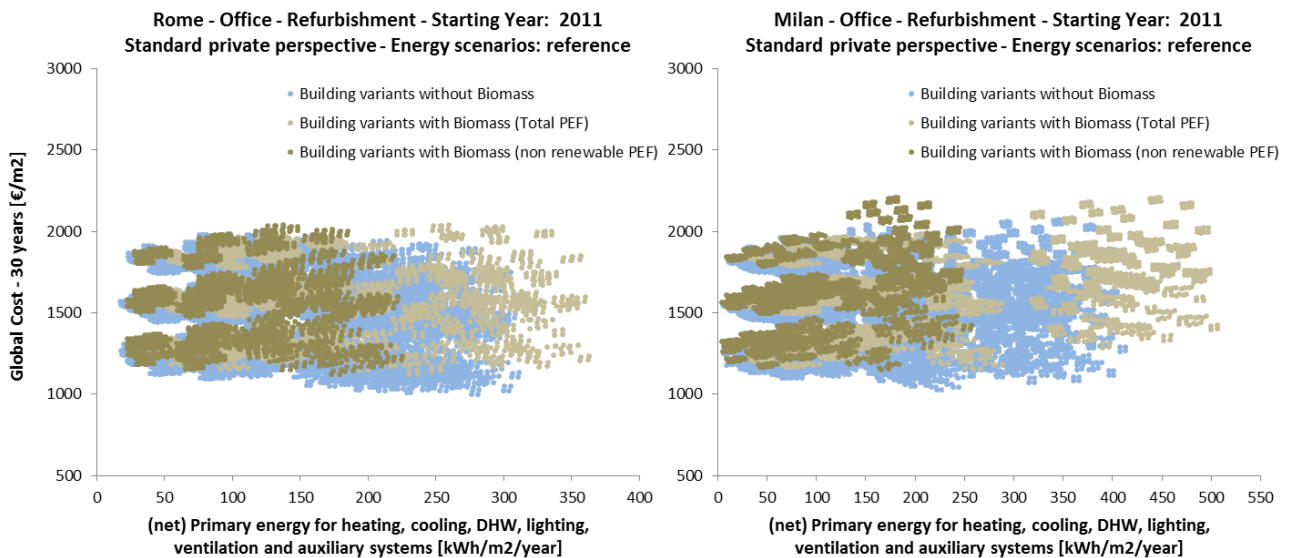 Rome - Office - Refurbishment - Starting Year: 2011
Standard private perspective - Energy scenarios: reference
3000
2500
2000
1500
1000
500
Global Cost - 30 years [€/m2]
Building variants without Biomass
Building variants with Biomass (Total PEF)
Building variants with Biomass (non renewable PEF)
0 50 100 150 200 250 300 350 400
(net) Primary energy for heating, cooling, DHW, lighting,
ventilation and auxiliary systems [kWh/m2/year]
Milan - Office - Refurbishment - Starting Year: 2011
Standard private perspective - Energy scenarios: reference
3000
2500
2000
1500
1000
500
Building variants without Biomass
Building variants with Biomass (Total PEF)
Building variants with Biomass (non renewable PEF)
0 50 100 150 200 250 300 350 400 450 500 550
(net) Primary energy for heating, cooling, DHW, lighting,
ventilation and auxiliary systems [kWh/m2/year]